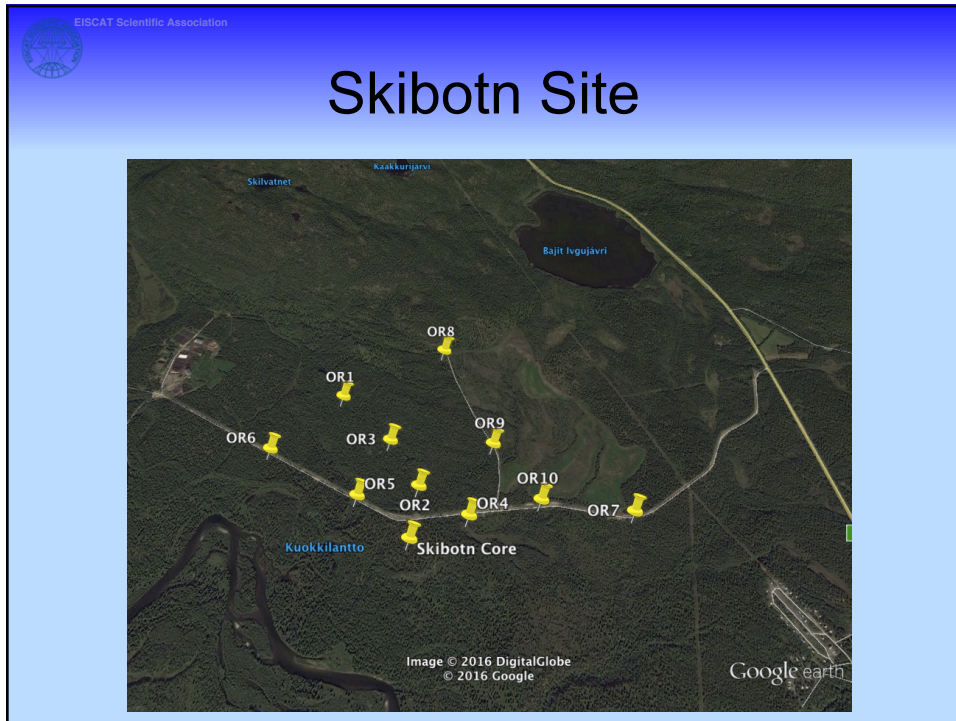 EISCAT Scientific Association
Skibotn Site
Kaakkurijärvi
Skilvatnet
Bajit Ivgujávri
OR8
OR1
OR9
OR6
OR3
OR5
OR10
OR2
OR4
OR7
Kuokkilantto
Skibotn Core
Image © 2016 DigitalGlobe
© 2016 Google
Google earth